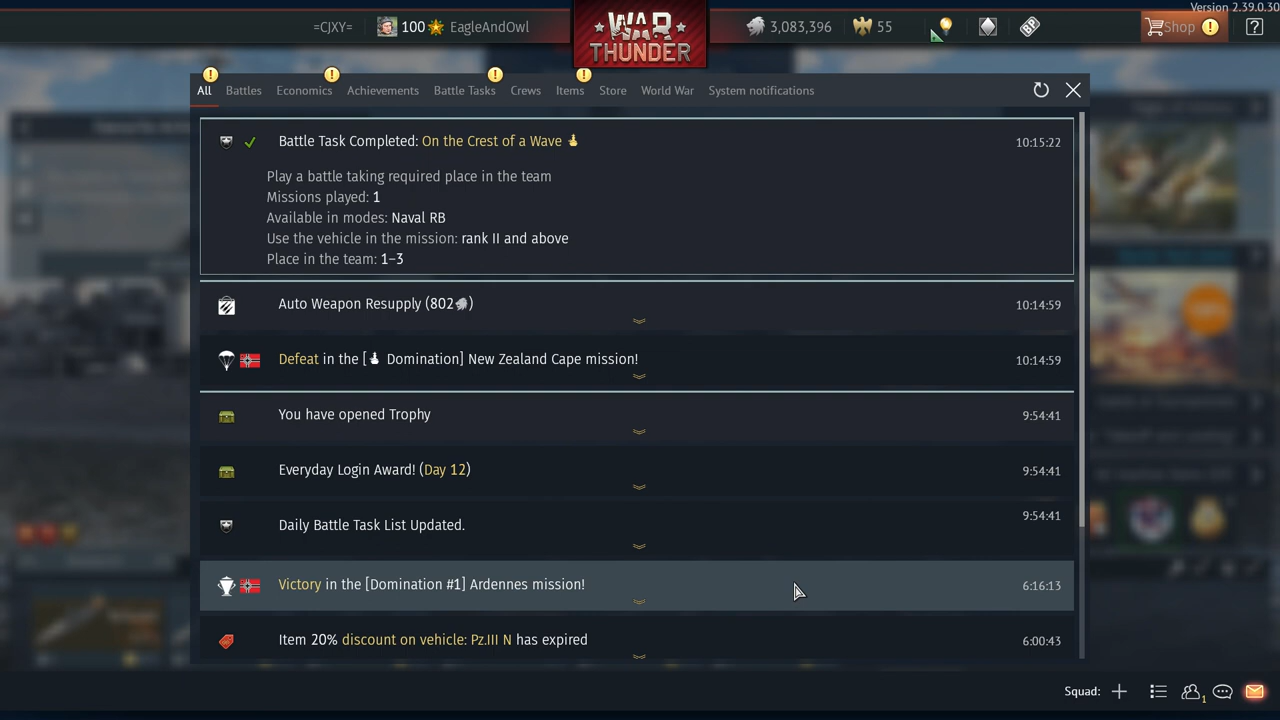 Version 2.39.0.30
=CJXY= 100 EagleAndOwl WAR THUNDER 3,083,396 55 Shop ! ?
! ! ! !
All Battles Economics Achievements Battle Tasks Crews Items Store World War System notifications
Battle Task Completed: On the Crest of a Wave 10:15:22
Play a battle taking required place in the team
Missions played: 1
Available in modes: Naval RB
Use the vehicle in the mission: rank II and above
Place in the team: 1–3
Auto Weapon Resupply (802) 10:14:59
Defeat in the [ Domination] New Zealand Cape mission! 10:14:59
You have opened Trophy 9:54:41
Everyday Login Award! (Day 12) 9:54:41
Daily Battle Task List Updated. 9:54:41
Victory in the [Domination #1] Ardennes mission! 6:16:13
Item 20% discount on vehicle: Pz.III N has expired 6:00:43
Squad: 1